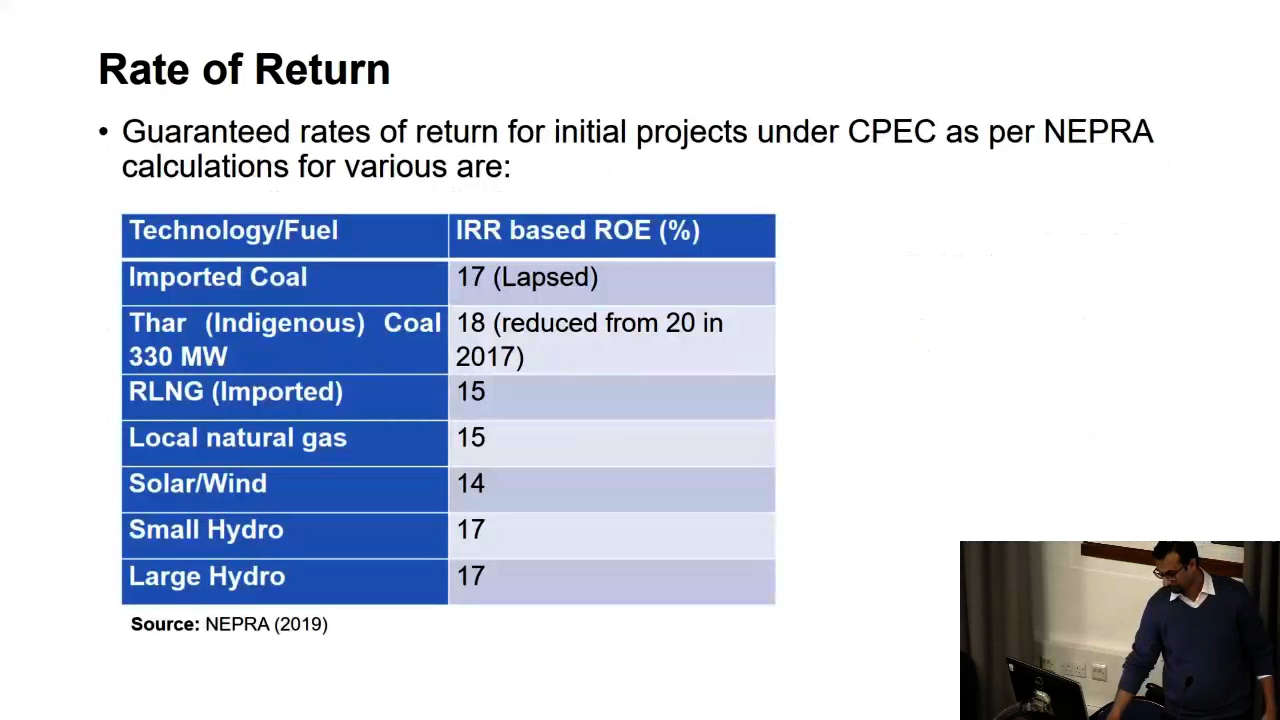 Rate of Return
• Guaranteed rates of return for initial projects under CPEC as per NEPRA
calculations for various are:
Technology/Fuel IRR based ROE (%)
Imported Coal 17 (Lapsed)
Thar (Indigenous) Coal 18 (reduced from 20 in
330 MW 2017)
RLNG (Imported) 15
Local natural gas 15
Solar/Wind 14
Small Hydro 17
Large Hydro 17
Source: NEPRA (2019)